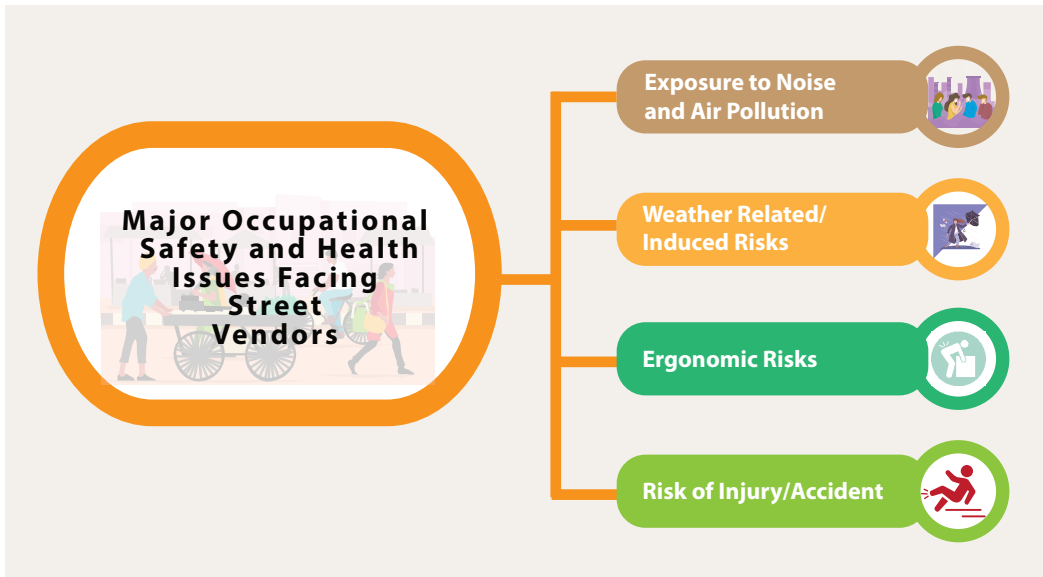 Major Occupational
Safety and Health
Issues Facing
Street
Vendors
Exposure to Noise
and Air Pollution
Weather Related/
Induced Risks
Ergonomic Risks
Risk of Injury/Accident